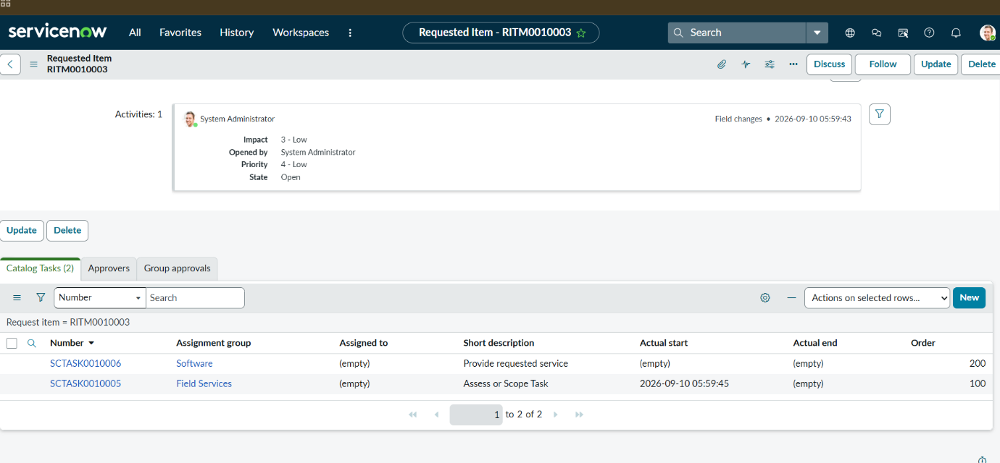 servicenow All Favorites History Workspaces Requested Item - RITM0010003 Search
Requested Item
RITM0010003
Discuss Follow Update Delete
Activities: 1
System Administrator Field changes • 2026-09-10 05:59:43
Impact 3 - Low
Opened by System Administrator
Priority 4 - Low
State Open
Update Delete
Catalog Tasks (2) Approvers Group approvals
Number Search Actions on selected rows... New
Request item = RITM0010003
Number Assignment group Assigned to Short description Actual start Actual end Order
SCTASK0010006 Software (empty) Provide requested service (empty) (empty) 200
SCTASK0010005 Field Services (empty) Assess or Scope Task 2026-09-10 05:59:45 (empty) 100
1 to 2 of 2